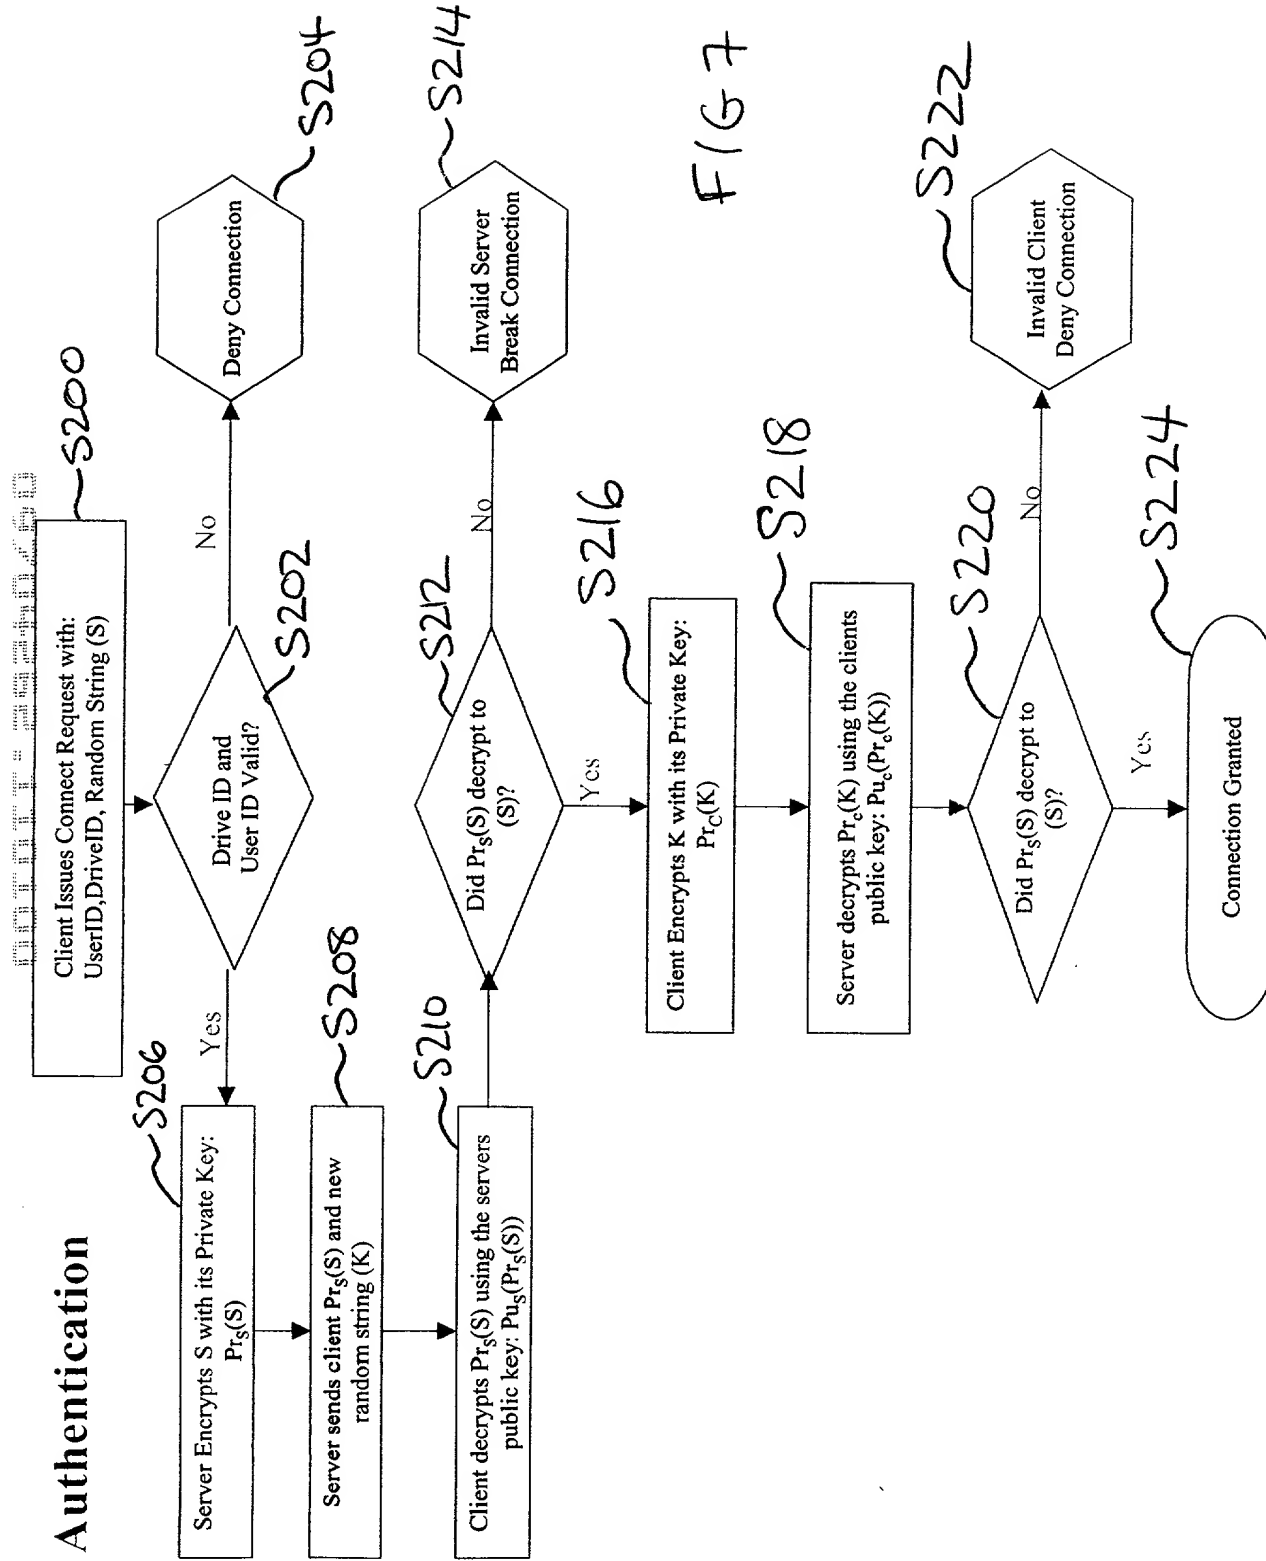 Authentication
Client Issues Connect Request with:
UserID,DriveID, Random String (S)
S200
Drive ID and
User ID Valid?
S202
No
Deny Connection
S204
Yes
S206
Server Encrypts S with its Private Key:
Prs(S)
S208
Server sends client Prs(S) and new
random string (K)
S210
Client decrypts Prs(S) using the servers
public key: Pus(Prs(S))
S212
Did Prs(S) decrypt to
(S)?
No
Invalid Server
Break Connection
S214
Yes
S216
Client Encrypts K with its Private Key:
Prc(K)
S218
Server decrypts Prc(K) using the clients
public key: Puc(Prc(K))
S220
Did Prs(S) decrypt to
(S)?
No
Invalid Client
Deny Connection
S222
Yes
S224
Connection Granted
FIG 7